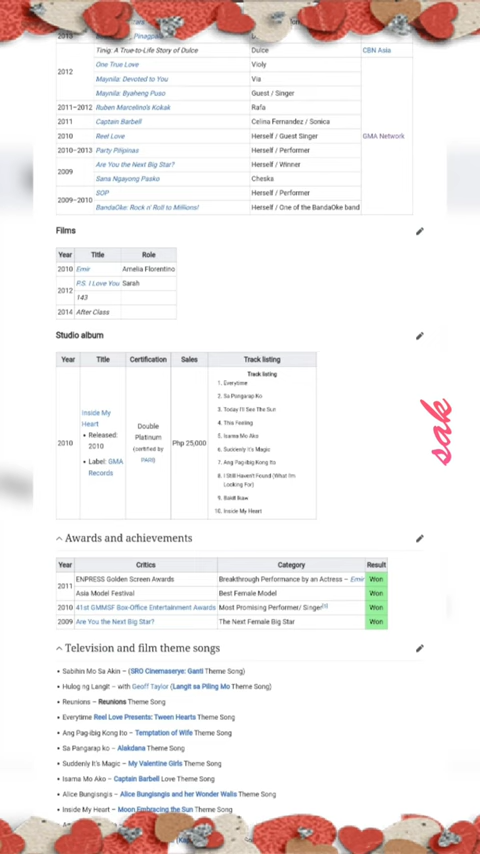 2013
Pinagpala
Tinig: A True-to-Life Story of Dulce Dulce CBN Asia
2012 One True Love Violy
Maynila: Devoted to You Via
Maynila: Byaheng Puso Guest / Singer
2011–2012 Ruben Marcelino's Kokak Rafa
2011 Captain Barbell Celina Fernandez / Sonica
2010 Reel Love Herself / Guest Singer GMA Network
2010–2013 Party Pilipinas Herself / Performer
2009 Are You the Next Big Star? Herself / Winner
Sana Ngayong Pasko Cheska
2009–2010 SOP Herself / Performer
BandaOke: Rock n' Roll to Millions! Herself / One of the BandaOke band
Films
Year Title Role
2010 Emir Amelia Florentino
2012 P.S. I Love You Sarah
143
2014 After Class
Studio album
Year Title Certification Sales Track listing
2010
Inside My Heart
• Released: 2010
• Label: GMA Records
Double Platinum
(certified by PARI)
Php 25,000
Track listing
1. Everytime
2. Sa Pangarap Ko
3. Today I'll See The Sun
4. This Feeling
5. Isama Mo Ako
6. Suddenly It's Magic
7. Ang Pag-ibig Kong Ito
8. I Still Haven't Found (What I'm Looking For)
9. Bakit Ikaw
10. Inside My Heart
sak
Awards and achievements
Year Critics Category Result
2011 ENPRESS Golden Screen Awards Breakthrough Performance by an Actress – Emir Won
Asia Model Festival Best Female Model Won
2010 41st GMMSF Box-Office Entertainment Awards Most Promising Performer/ Singer Won
2009 Are You the Next Big Star? The Next Female Big Star Won
Television and film theme songs
• Sabihin Mo Sa Akin – (SRO Cinemaserye: Ganti Theme Song)
• Hulog ng Langit – with Geoff Taylor (Langit sa Piling Mo Theme Song)
• Reunions – Reunions Theme Song
• Everytime Reel Love Presents: Tween Hearts Theme Song
• Ang Pag-ibig Kong Ito – Temptation of Wife Theme Song
• Sa Pangarap ko – Alakdana Theme Song
• Suddenly It's Magic – My Valentine Girls Theme Song
• Isama Mo Ako – Captain Barbell Love Theme Song
• Alice Bungisngis – Alice Bungisngis and her Wonder Walis Theme Song
• Inside My Heart – Moon Embracing the Sun Theme Song